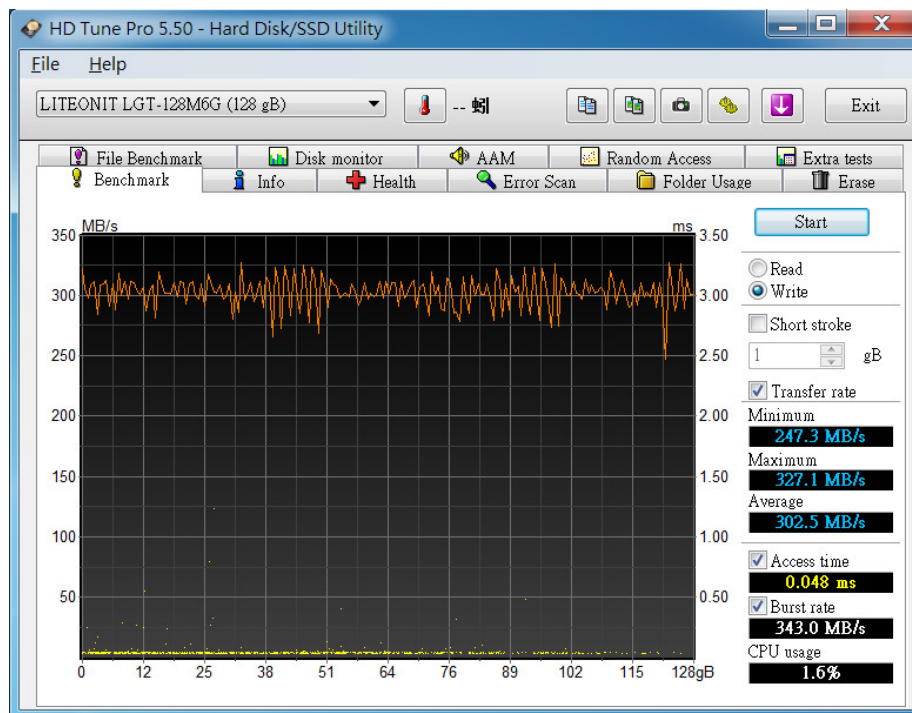 HD Tune Pro 5.50 - Hard Disk/SSD Utility
File Help
LITEONIT LGT-128M6G (128 gB) -- 蚓 Exit
File Benchmark Disk monitor AAM Random Access Extra tests
Benchmark Info Health Error Scan Folder Usage Erase
MB/s ms Start
350 3.50
Read
300 3.00 Write
Short stroke
250 2.50 1 gB
Transfer rate
200 2.00 Minimum
247.3 MB/s
Maximum
150 1.50 327.1 MB/s
Average
302.5 MB/s
100 1.00
Access time
0.048 ms
50 0.50 Burst rate
343.0 MB/s
CPU usage
0 12 25 38 51 64 76 89 102 115 128gB 1.6%